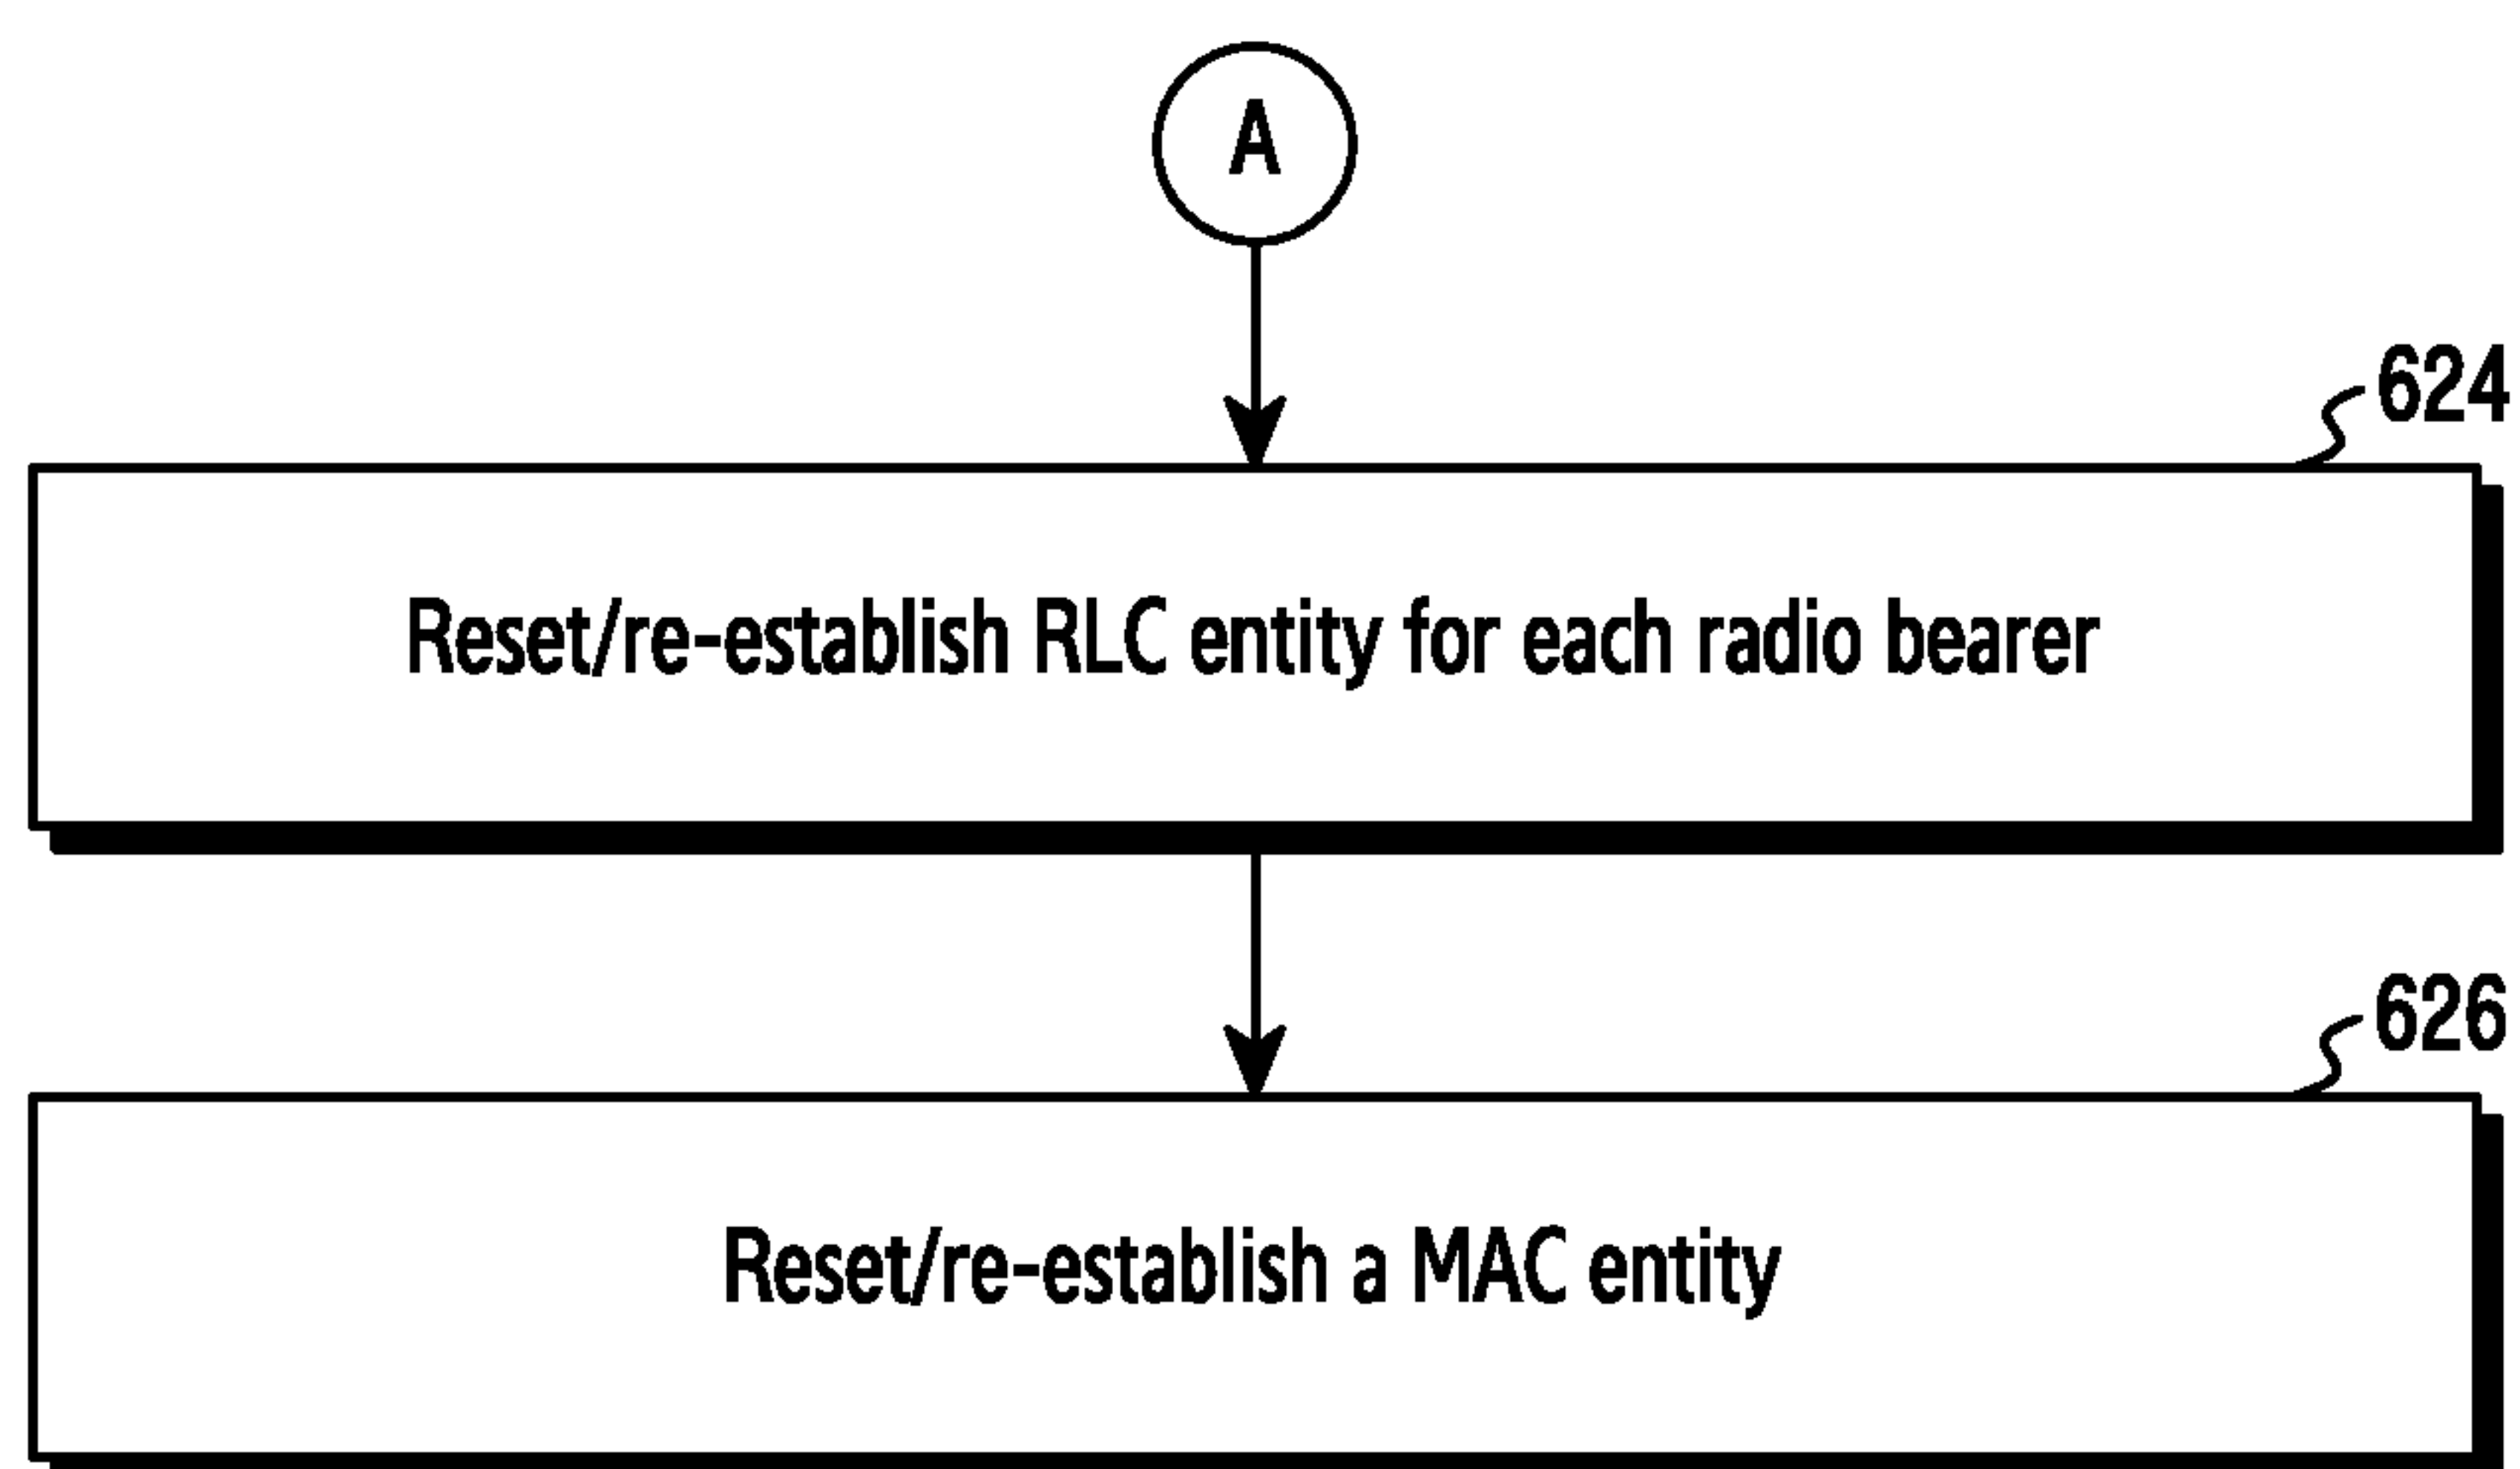 A
624
Reset/re-establish RLC entity for each radio bearer
626
Reset/re-establish a MAC entity